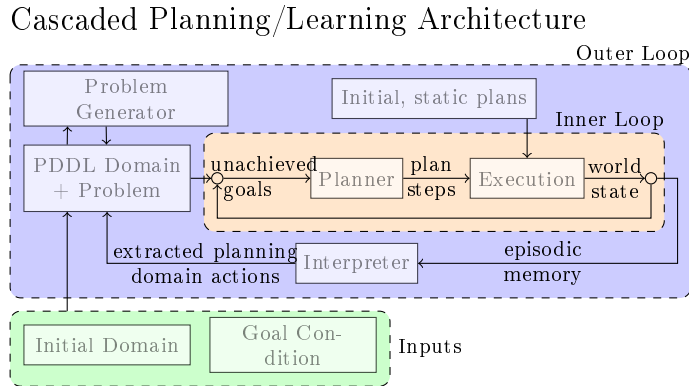 Cascaded Planning/Learning Architecture
Outer Loop
Problem
Generator
Initial, static plans
Inner Loop
PDDL Domain
+ Problem
unachieved
goals
Planner
plan
steps
Execution
world
state
extracted planning
domain actions
Interpreter
episodic
memory
Initial Domain
Goal Con-
dition
Inputs